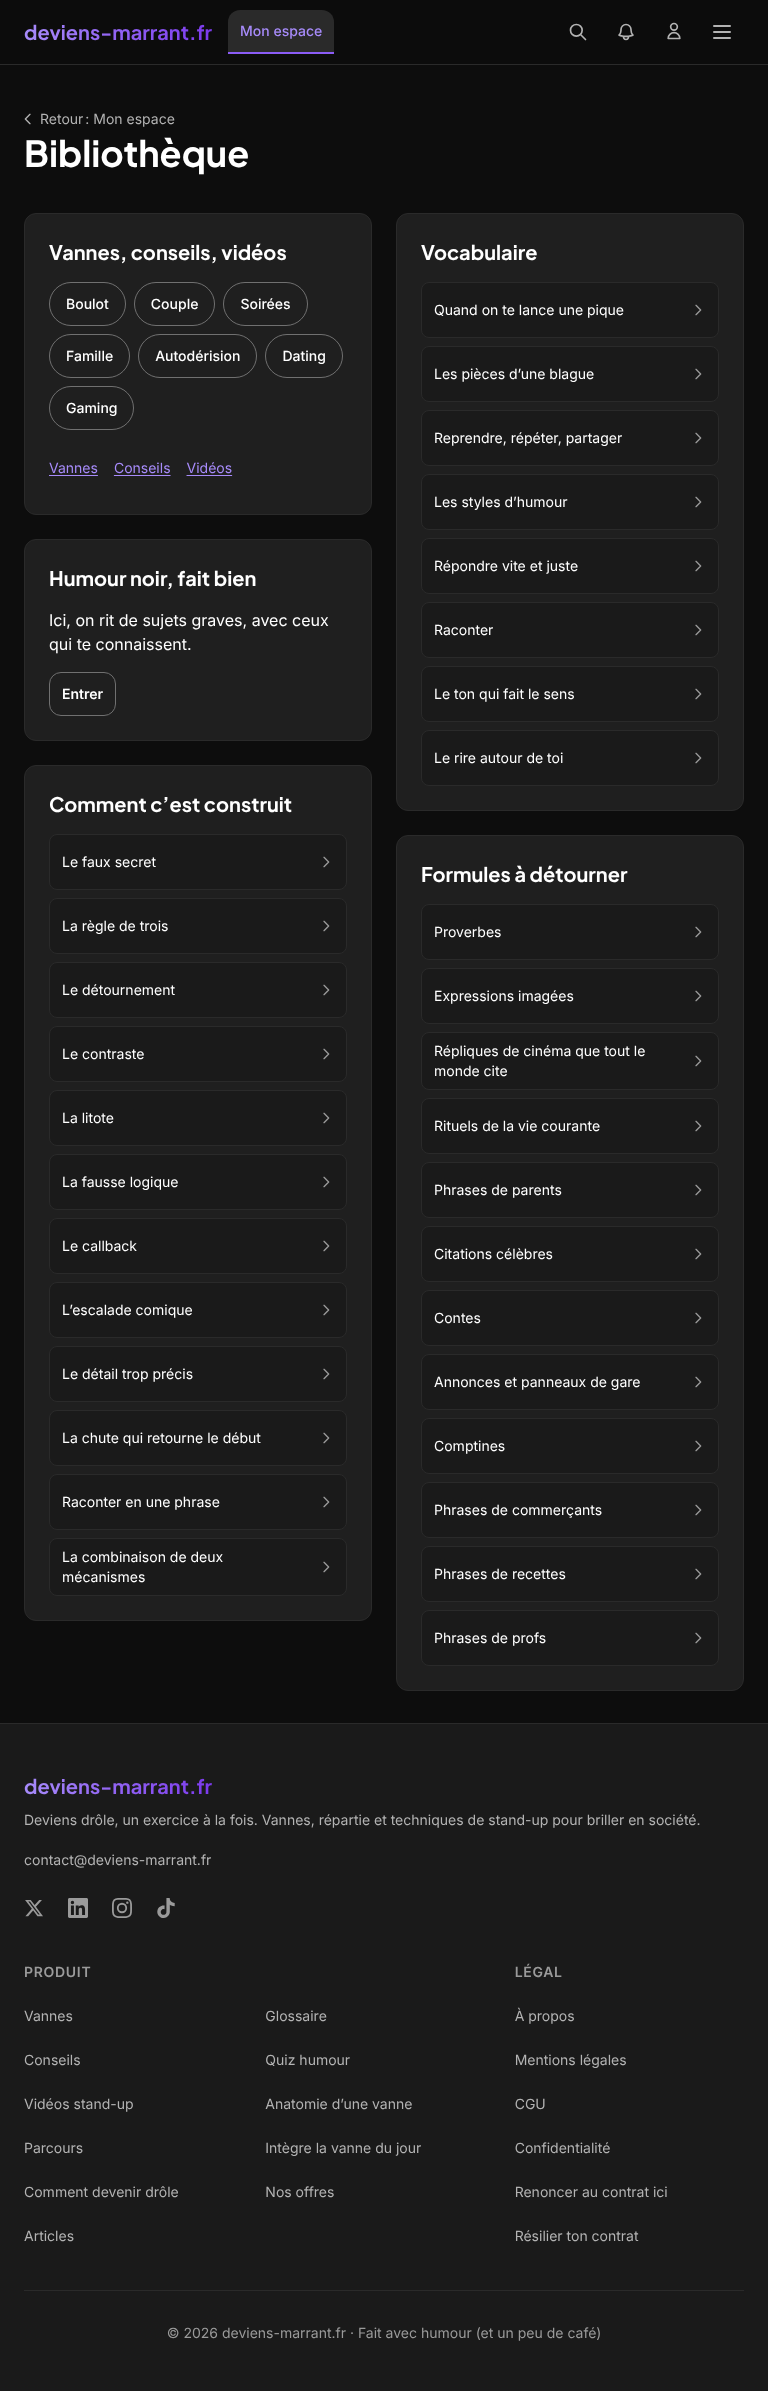 deviens-marrant.fr
Mon espace
Retour : Mon espace
Bibliothèque
Vannes, conseils, vidéos
Boulot
Couple
Soirées
Famille
Autodérision
Dating
Gaming
Vannes
Conseils
Vidéos
Humour noir, fait bien
Ici, on rit de sujets graves, avec ceux
qui te connaissent.
Entrer
Comment c’est construit
Le faux secret
La règle de trois
Le détournement
Le contraste
La litote
La fausse logique
Le callback
L’escalade comique
Le détail trop précis
La chute qui retourne le début
Raconter en une phrase
La combinaison de deux
mécanismes
Vocabulaire
Quand on te lance une pique
Les pièces d’une blague
Reprendre, répéter, partager
Les styles d’humour
Répondre vite et juste
Raconter
Le ton qui fait le sens
Le rire autour de toi
Formules à détourner
Proverbes
Expressions imagées
Répliques de cinéma que tout le
monde cite
Rituels de la vie courante
Phrases de parents
Citations célèbres
Contes
Annonces et panneaux de gare
Comptines
Phrases de commerçants
Phrases de recettes
Phrases de profs
deviens-marrant.fr
Deviens drôle, un exercice à la fois. Vannes, répartie et techniques de stand-up pour briller en société.
contact@deviens-marrant.fr
PRODUIT
Vannes
Conseils
Vidéos stand-up
Parcours
Comment devenir drôle
Articles
Glossaire
Quiz humour
Anatomie d’une vanne
Intègre la vanne du jour
Nos offres
LÉGAL
À propos
Mentions légales
CGU
Confidentialité
Renoncer au contrat ici
Résilier ton contrat
© 2026 deviens-marrant.fr · Fait avec humour (et un peu de café)